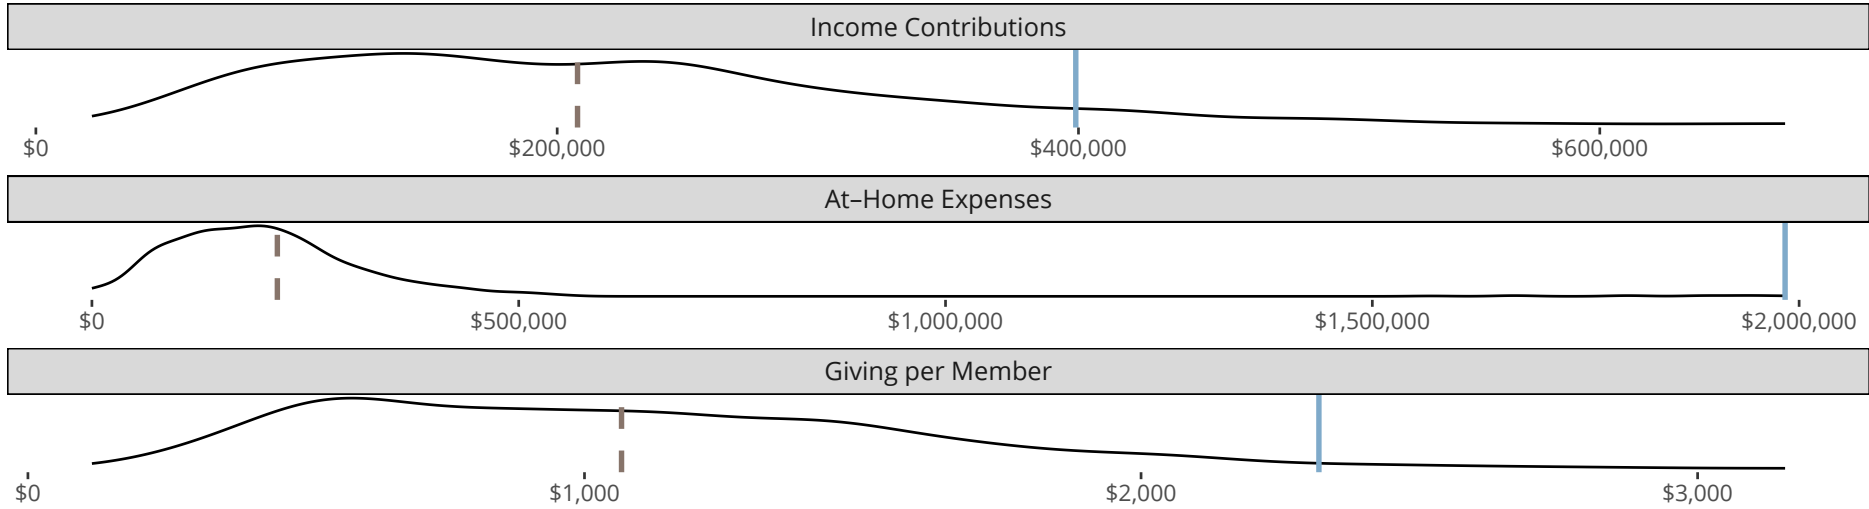 Income Contributions
$0 $200,000 $400,000 $600,000
At–Home Expenses
$0 $500,000 $1,000,000 $1,500,000 $2,000,000
Giving per Member
$0 $1,000 $2,000 $3,000